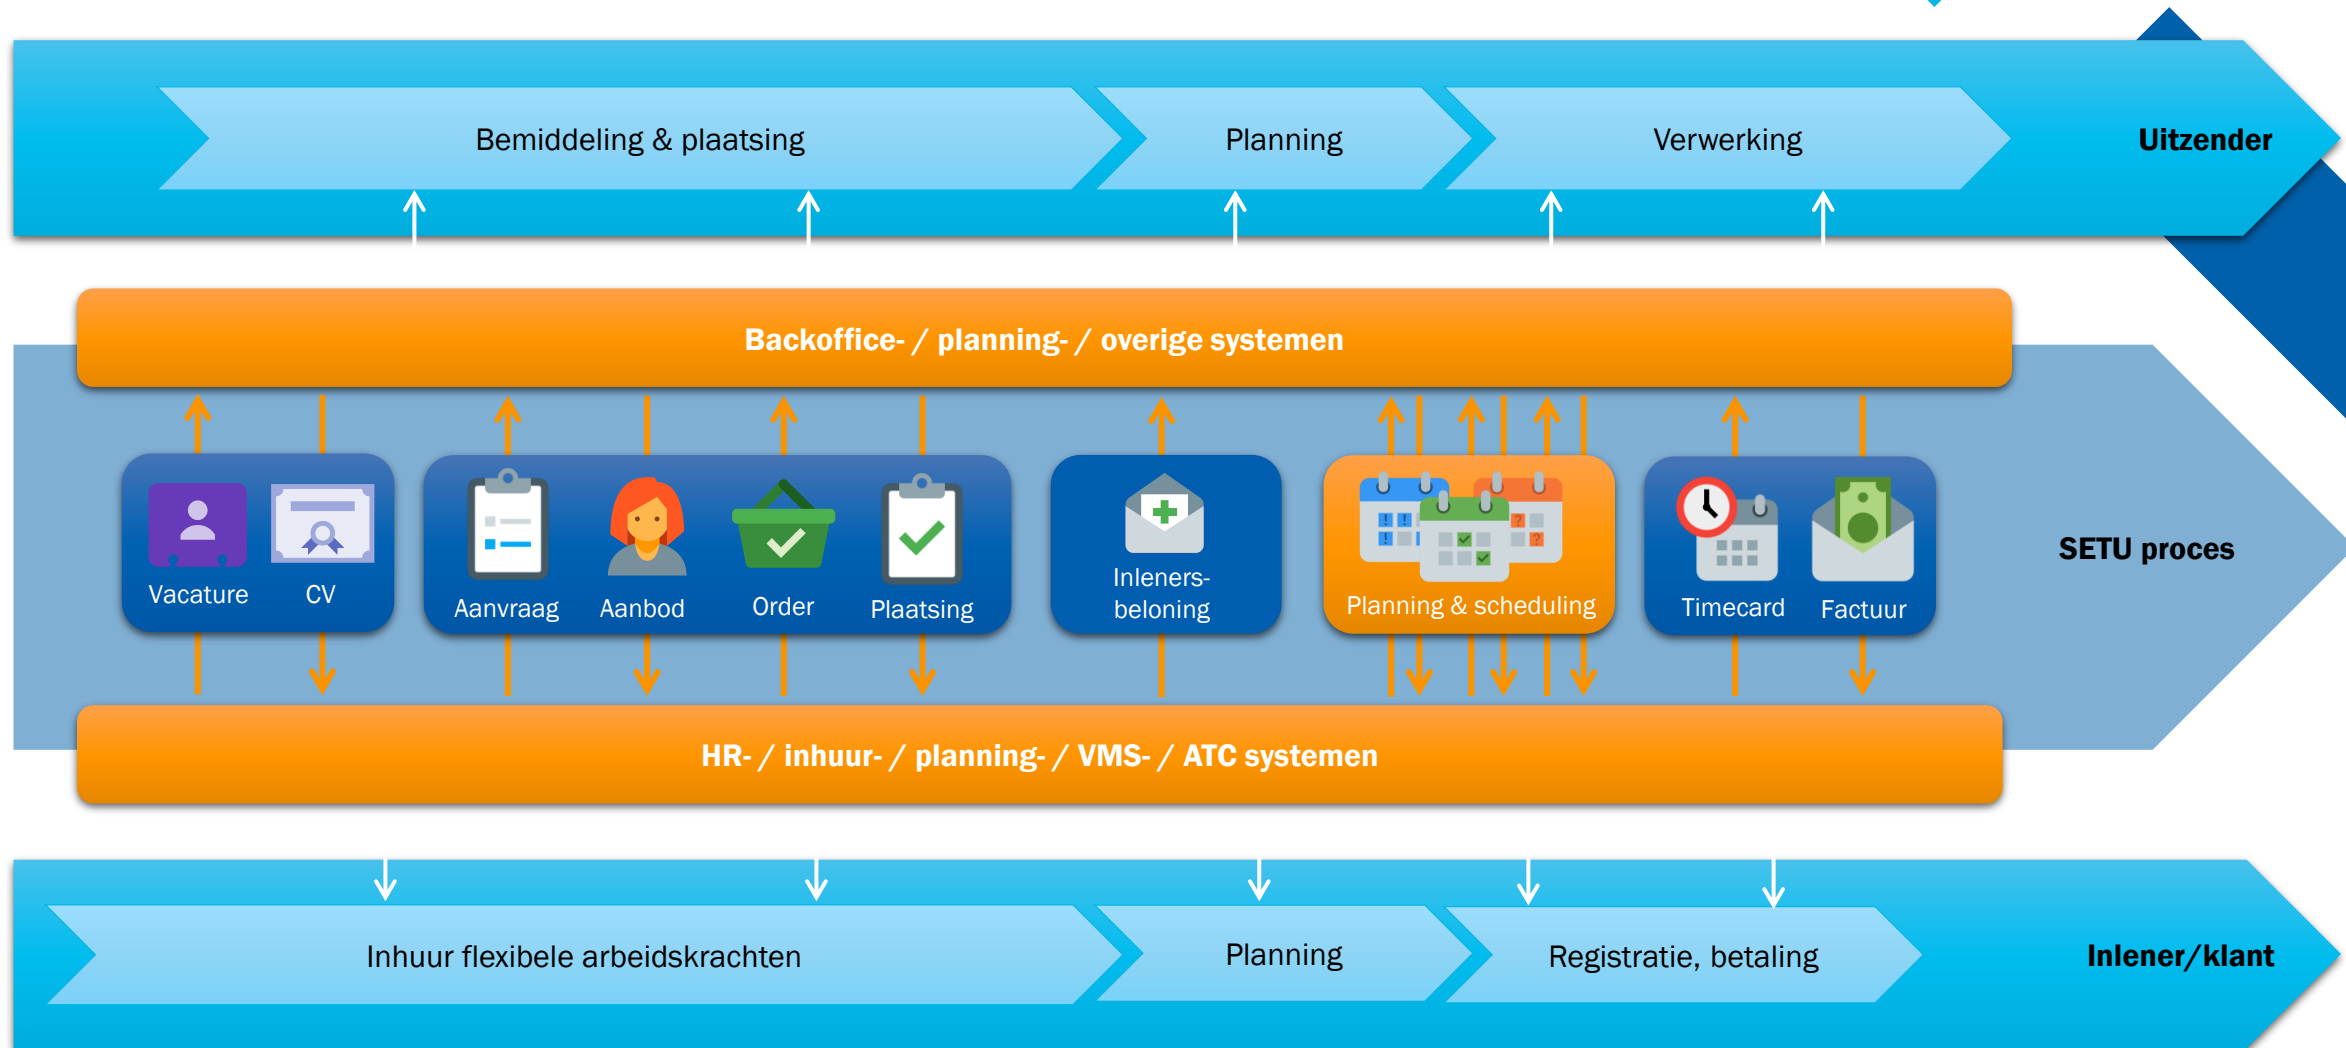 Bemiddeling & plaatsing
Planning
Verwerking
Uitzender
Backoffice- / planning- / overige systemen
Vacature
CV
Aanvraag
Aanbod
Order
Plaatsing
Inleners-
beloning
Planning & scheduling
Timecard
Factuur
SETU proces
HR- / inhuur- / planning- / VMS- / ATC systemen
Inhuur flexibele arbeidskrachten
Planning
Registratie, betaling
Inlener/klant